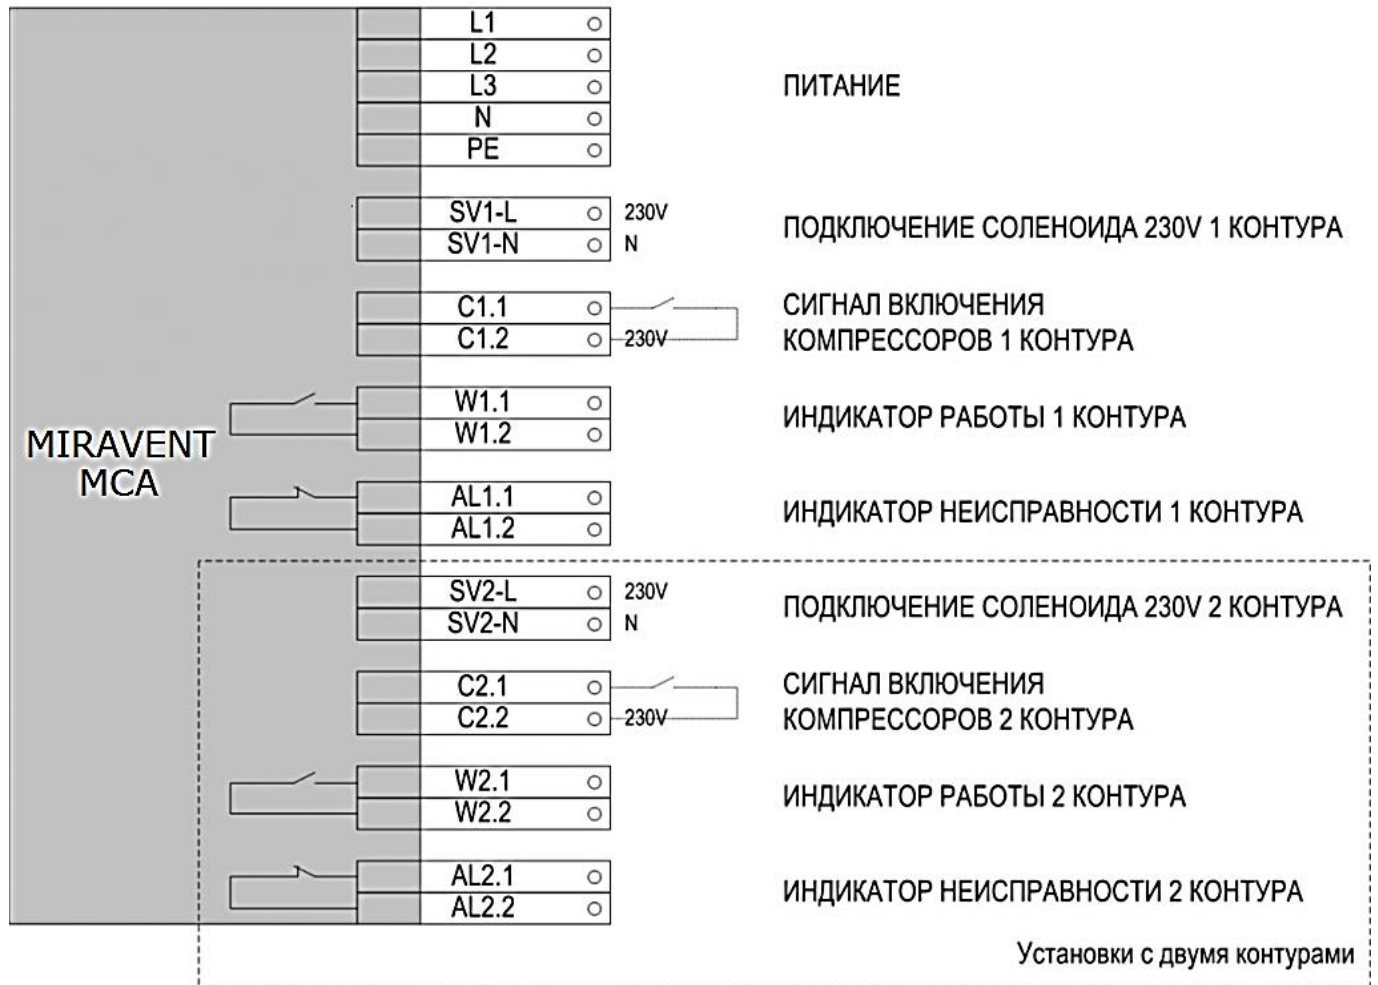 L1
L2
L3
N
PE
ПИТАНИЕ
SV1-L 230V
SV1-N N
ПОДКЛЮЧЕНИЕ СОЛЕНОИДА 230V 1 КОНТУРА
C1.1
C1.2 230V
СИГНАЛ ВКЛЮЧЕНИЯ
КОМПРЕССОРОВ 1 КОНТУРА
W1.1
W1.2
ИНДИКАТОР РАБОТЫ 1 КОНТУРА
MIRAVENT
MCA
AL1.1
AL1.2
ИНДИКАТОР НЕИСПРАВНОСТИ 1 КОНТУРА
SV2-L 230V
SV2-N N
ПОДКЛЮЧЕНИЕ СОЛЕНОИДА 230V 2 КОНТУРА
C2.1
C2.2 230V
СИГНАЛ ВКЛЮЧЕНИЯ
КОМПРЕССОРОВ 2 КОНТУРА
W2.1
W2.2
ИНДИКАТОР РАБОТЫ 2 КОНТУРА
AL2.1
AL2.2
ИНДИКАТОР НЕИСПРАВНОСТИ 2 КОНТУРА
Установки с двумя контурами